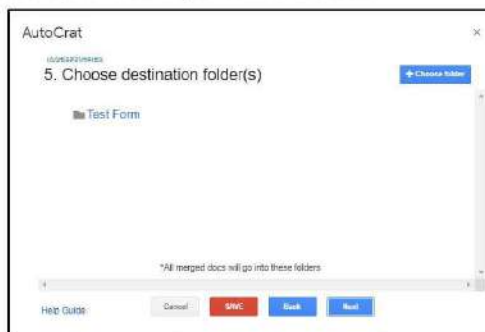 AutoCrat
×
5. Choose destination folder(s)
+ Choose folder
Test Form
*All merged docs will go into these folders
Help Guide
Cancel
SAVE
Back
Next